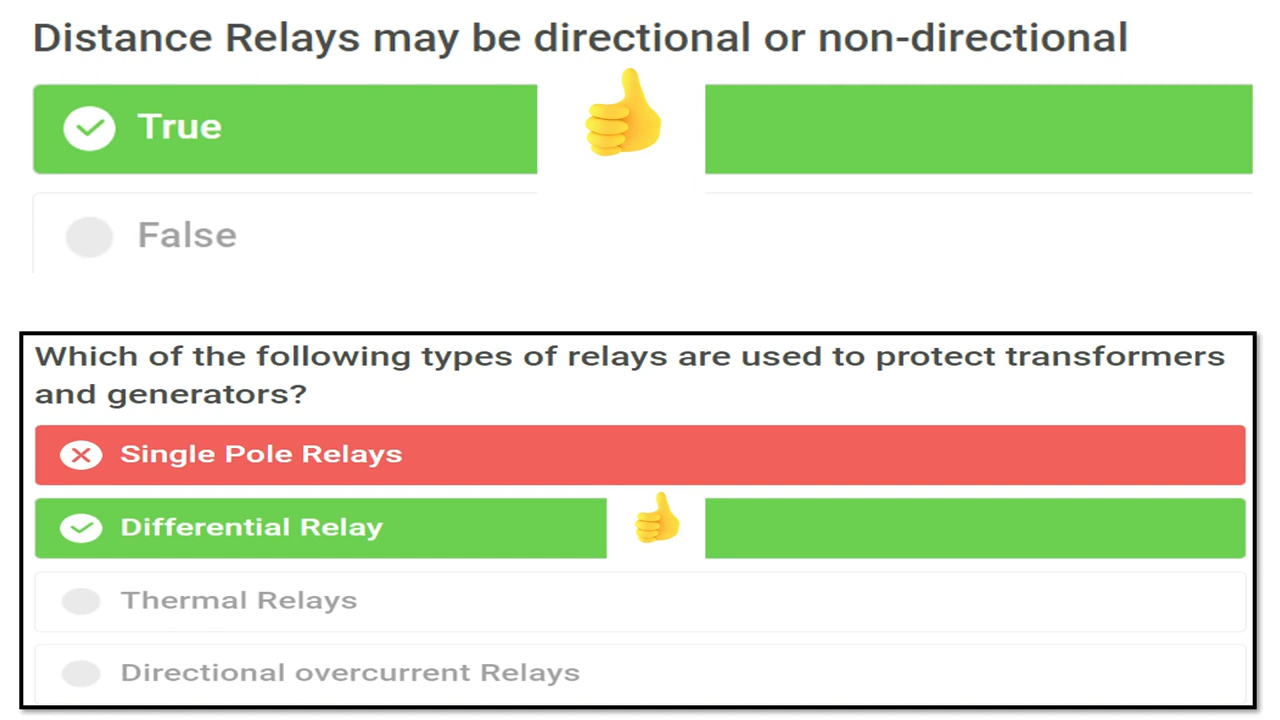 Distance Relays may be directional or non-directional
True
False
Which of the following types of relays are used to protect transformers
and generators?
Single Pole Relays
Differential Relay
Thermal Relays
Directional overcurrent Relays